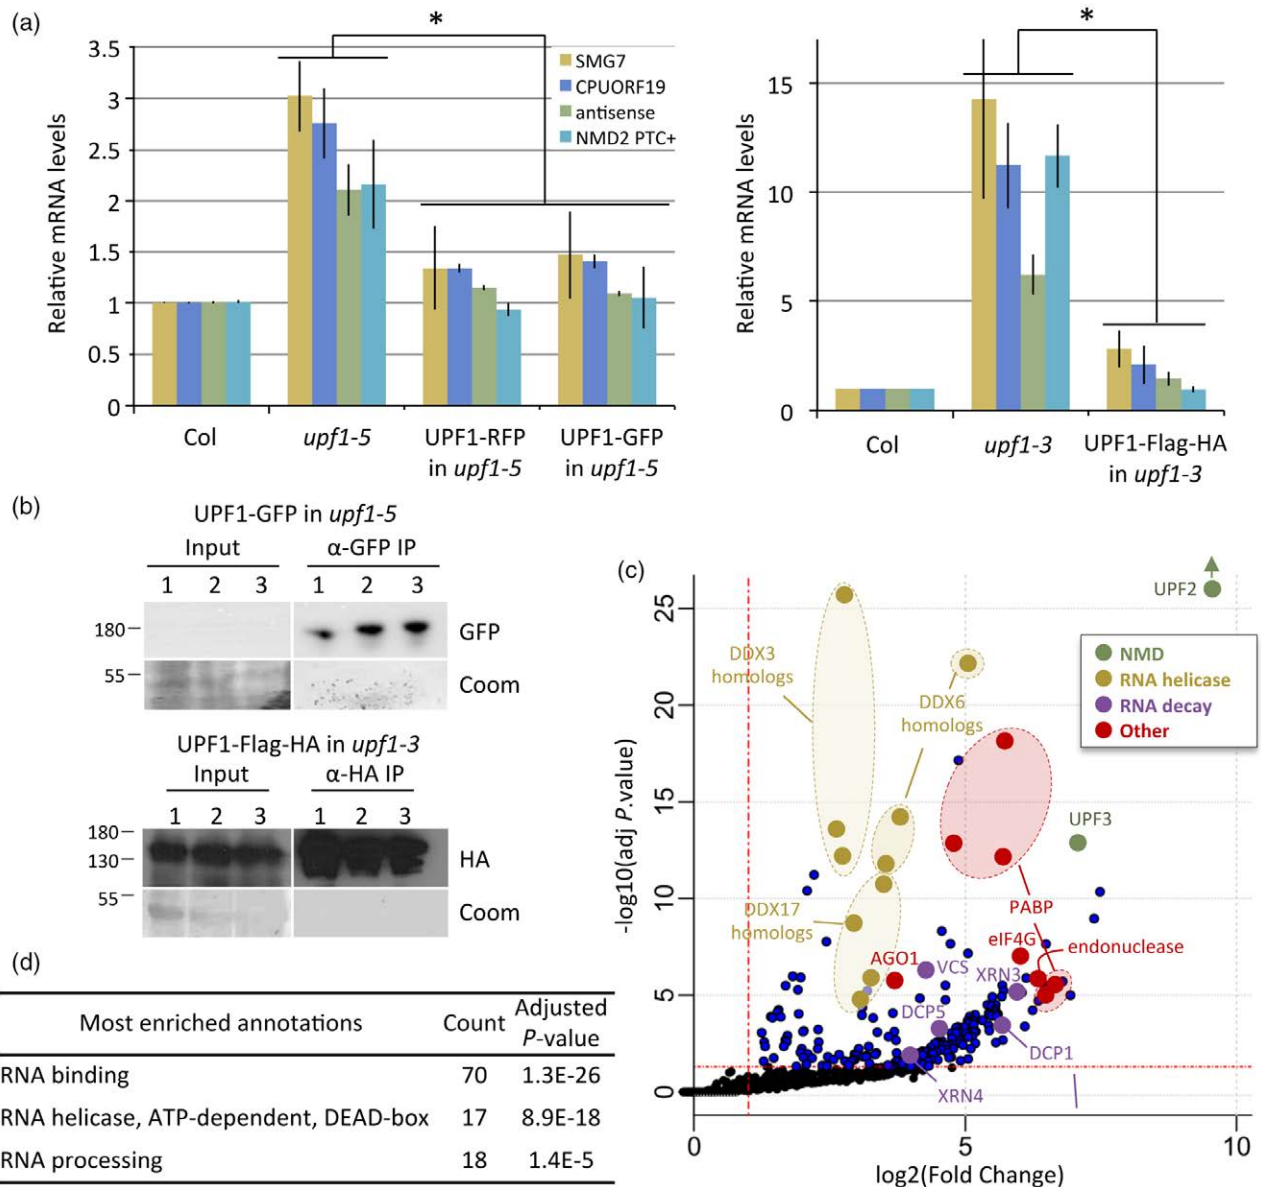 (a)
*
3.5
3
2.5
2
1.5
1
0.5
0
Relative mRNA levels
SMG7
CPUORF19
antisense
NMD2 PTC+
Col
upf1-5
UPF1-RFP
in upf1-5
UPF1-GFP
in upf1-5
*
15
10
5
0
Relative mRNA levels
Col
upf1-3
UPF1-Flag-HA
in upf1-3
(b)
UPF1-GFP in upf1-5
Input
α-GFP IP
1 2 3 1 2 3
180
GFP
55
Coom
UPF1-Flag-HA in upf1-3
Input
α-HA IP
1 2 3 1 2 3
180
130
HA
55
Coom
(c)
UPF2
NMD
RNA helicase
RNA decay
Other
DDX3
homologs
DDX6
homologs
UPF3
DDX17
homologs
PABP
eIF4G
endonuclease
AGO1
VCS
XRN3
DCP5
DCP1
XRN4
25
20
15
10
5
0
-log10(adj P.value)
0 5 10
log2(Fold Change)
(d)
Most enriched annotations Count Adjusted
P-value
RNA binding 70 1.3E-26
RNA helicase, ATP-dependent, DEAD-box 17 8.9E-18
RNA processing 18 1.4E-5